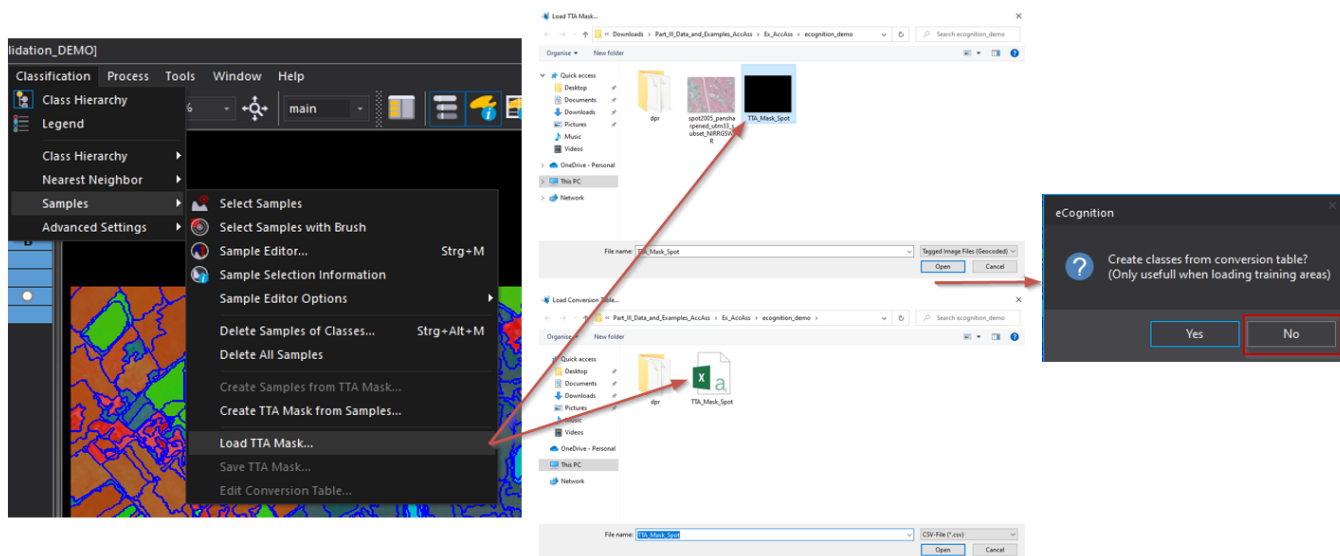 lidation_DEMO]
Classification Process Tools Window Help
Class Hierarchy
Legend
%
main
Class Hierarchy
Nearest Neighbor
Samples
Advanced Settings
Select Samples
Select Samples with Brush
Sample Editor... Strg+M
Sample Selection Information
Sample Editor Options
Delete Samples of Classes... Strg+Alt+M
Delete All Samples
Create Samples from TTA Mask...
Create TTA Mask from Samples...
Load TTA Mask...
Save TTA Mask...
Edit Conversion Table...
Load TTA Mask...
« Downloads › Part_III_Data_and_Examples_AccAss › Ex_AccAss › ecognition_demo
Search ecognition_demo
Organise New folder
Quick access
Desktop
Documents
Downloads
Pictures
Music
Videos
OneDrive - Personal
This PC
Network
dpr
spot2005_pansha
rpened_utm33_s
ubset_NIRRGSW
R
TTA_Mask_Spot
File name: TTA_Mask_Spot
Tagged Image Files (Geocoded)
Open Cancel
Load Conversion Table...
« Part_III_Data_and_Examples_AccAss › Ex_AccAss › ecognition_demo ›
Search ecognition_demo
Organise New folder
Quick access
Desktop
Documents
Downloads
Pictures
Music
Videos
OneDrive - Personal
This PC
Network
dpr
X a,
TTA_Mask_Spot
File name: TTA_Mask_Spot
CSV-File (*.csv)
Open Cancel
eCognition
Create classes from conversion table?
(Only usefull when loading training areas)
Yes No